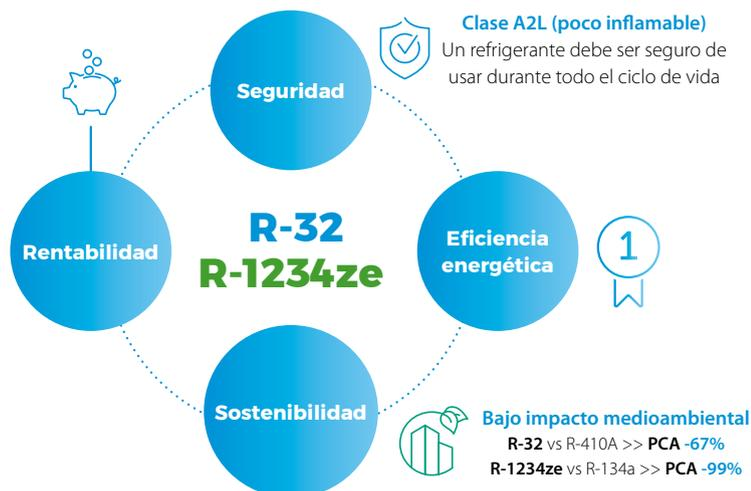 Clase A2L (poco inflamable)
Un refrigerante debe ser seguro de
usar durante todo el ciclo de vida
Seguridad
Rentabilidad
R-32
R-1234ze
Eficiencia
energética
1
Sostenibilidad
Bajo impacto medioambiental
R-32 vs R-410A >> PCA -67%
R-1234ze vs R-134a >> PCA -99%